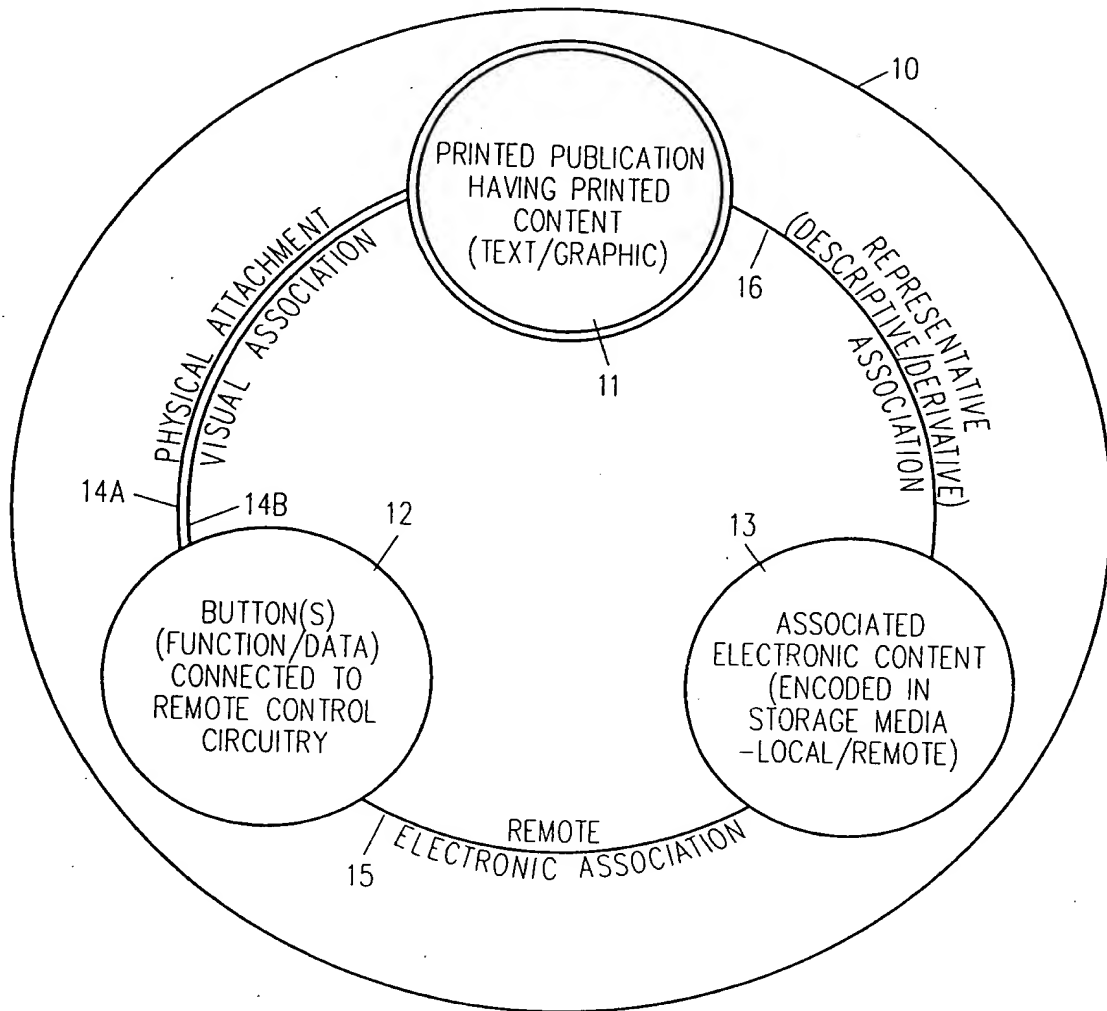 10
PRINTED PUBLICATION
HAVING PRINTED
CONTENT
(TEXT/GRAPHIC)
11
PHYSICAL ATTACHMENT
VISUAL ASSOCIATION
14A
14B
16
REPRESENTATIVE
(DESCRIPTIVE/DERIVATIVE)
ASSOCIATION
12
BUTTON(S)
(FUNCTION/DATA)
CONNECTED TO
REMOTE CONTROL
CIRCUITRY
13
ASSOCIATED
ELECTRONIC CONTENT
(ENCODED IN
STORAGE MEDIA
-LOCAL/REMOTE)
15
REMOTE
ELECTRONIC ASSOCIATION